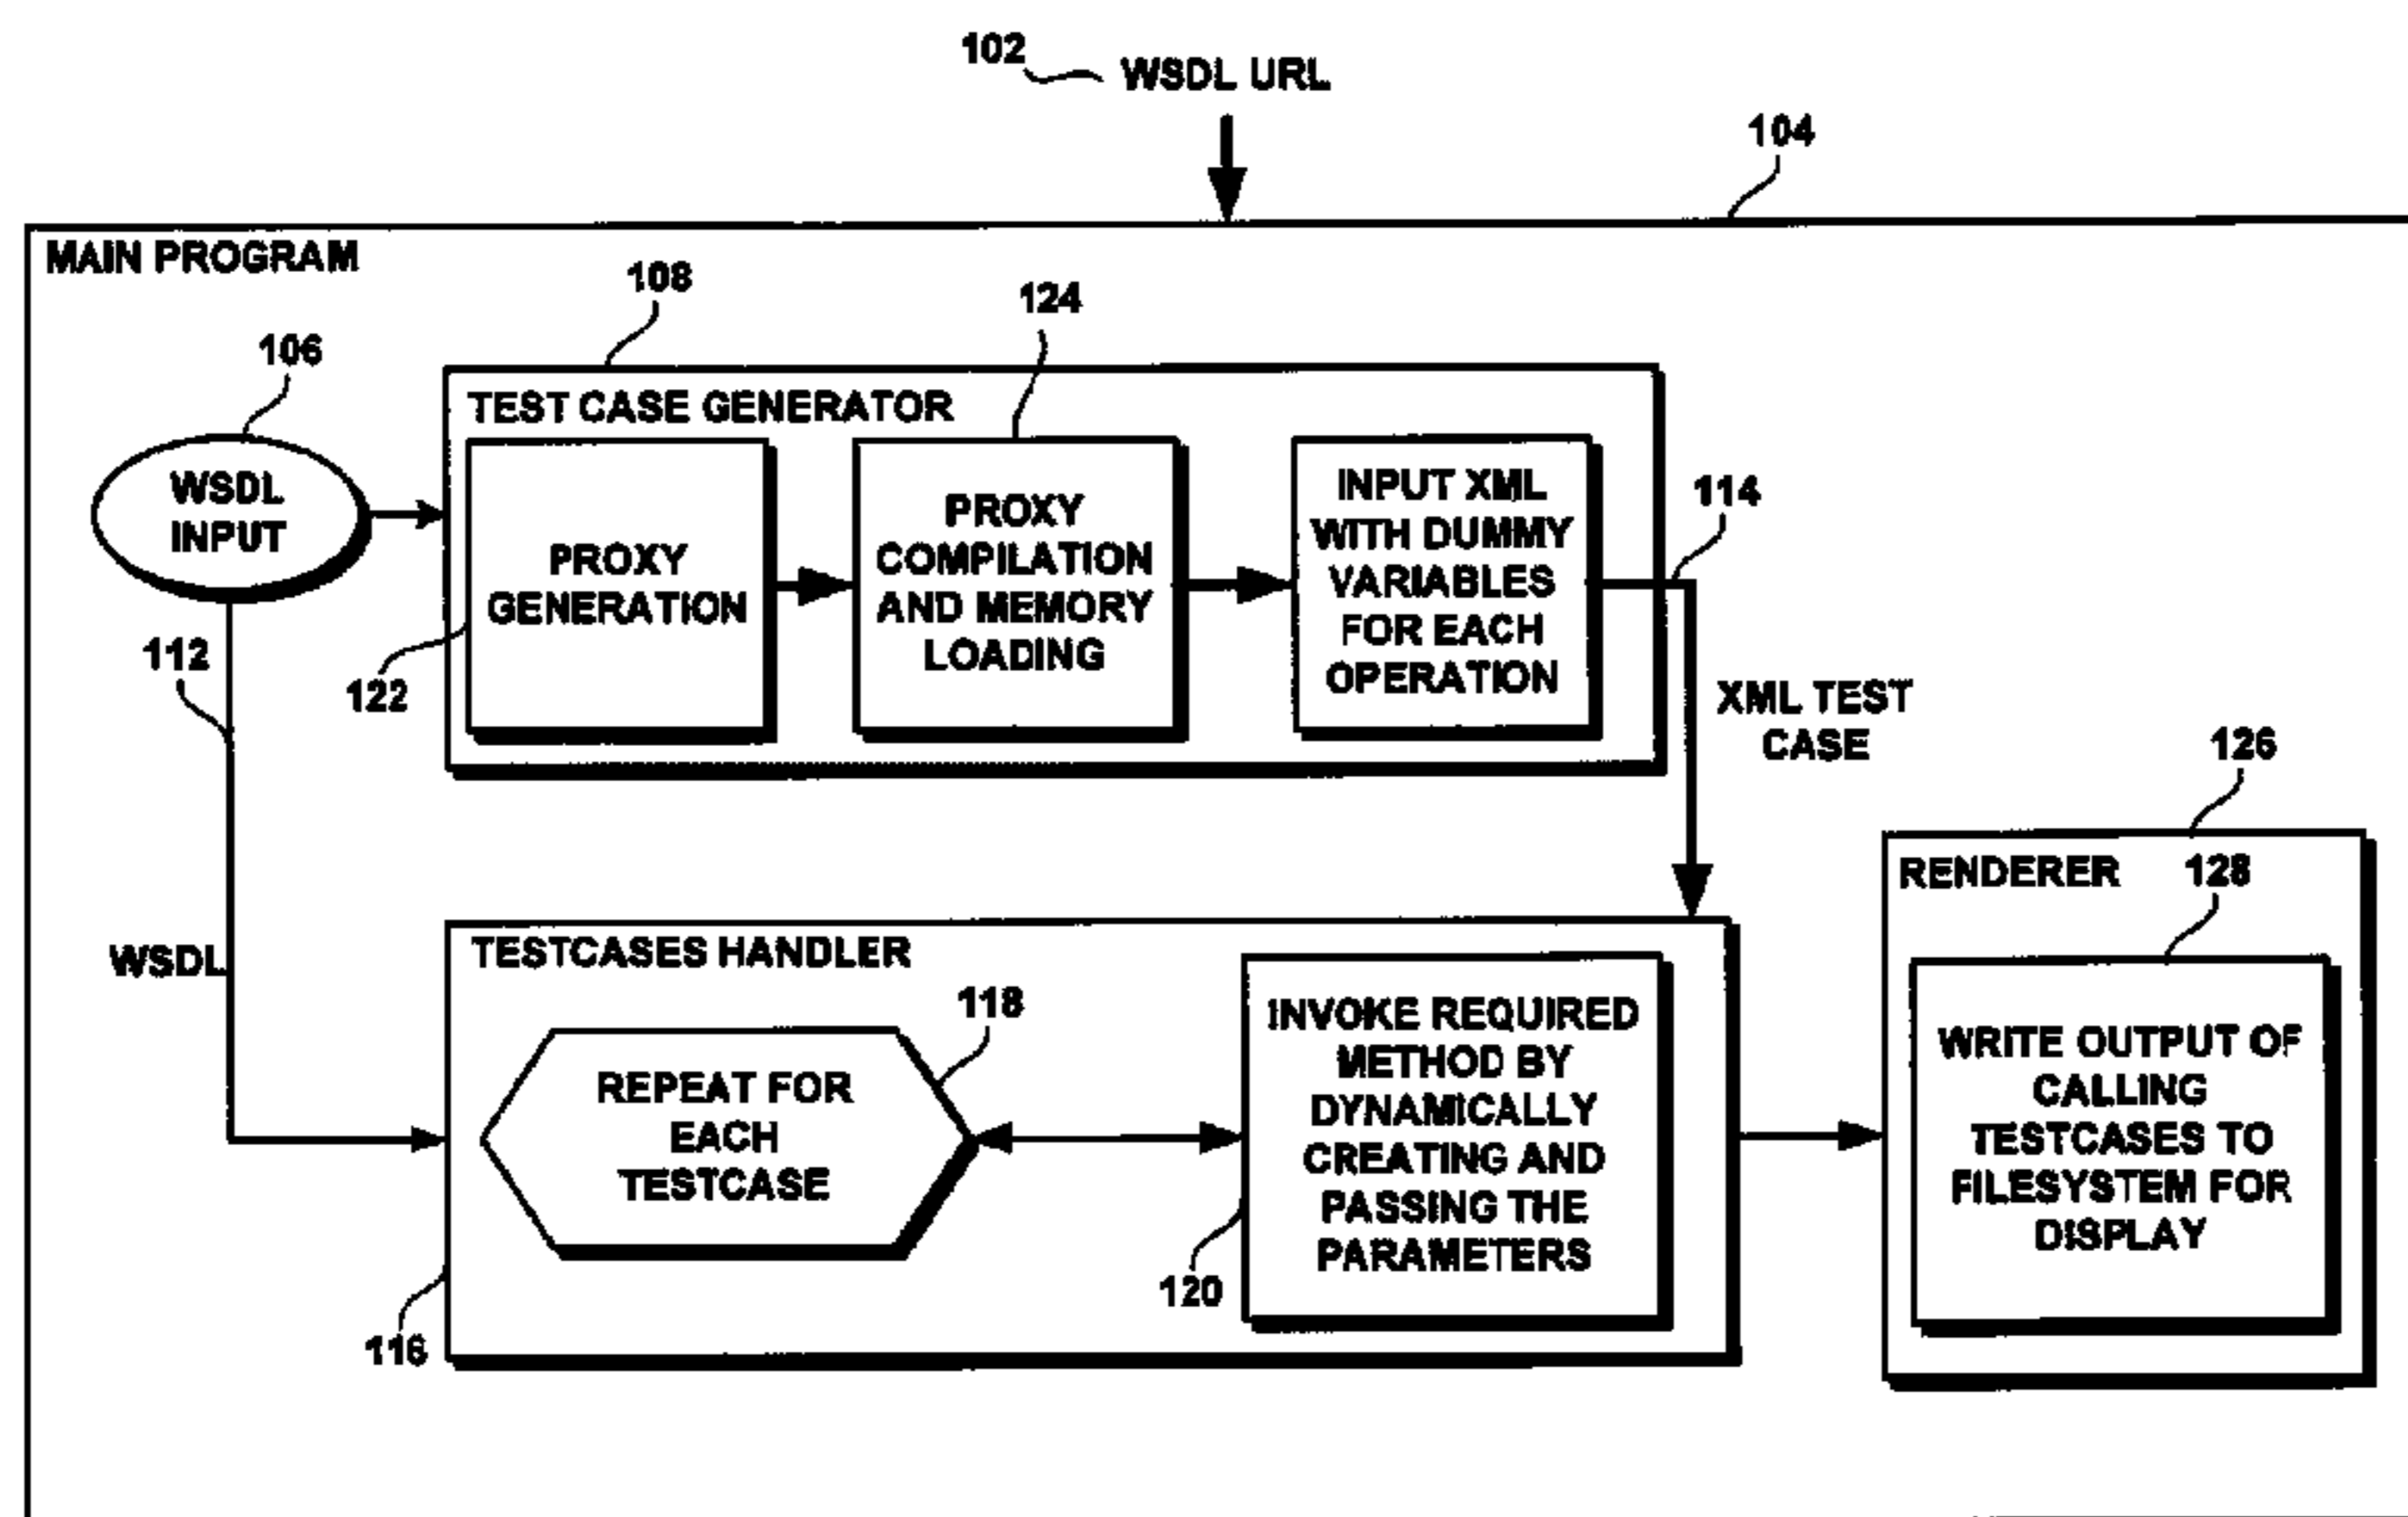 102
WSDL URL
104
MAIN PROGRAM
108
124
106
TEST CASE GENERATOR
WSDL
INPUT
PROXY
GENERATION
122
PROXY
COMPILATION
AND MEMORY
LOADING
INPUT XML
WITH DUMMY
VARIABLES
FOR EACH
OPERATION
114
112
XML TEST
CASE
126
RENDERER
128
WSDL
TESTCASES HANDLER
118
REPEAT FOR
EACH
TESTCASE
INVOKE REQUIRED
METHOD BY
DYNAMICALLY
CREATING AND
PASSING THE
PARAMETERS
120
116
WRITE OUTPUT OF
CALLING
TESTCASES TO
FILESYSTEM FOR
DISPLAY